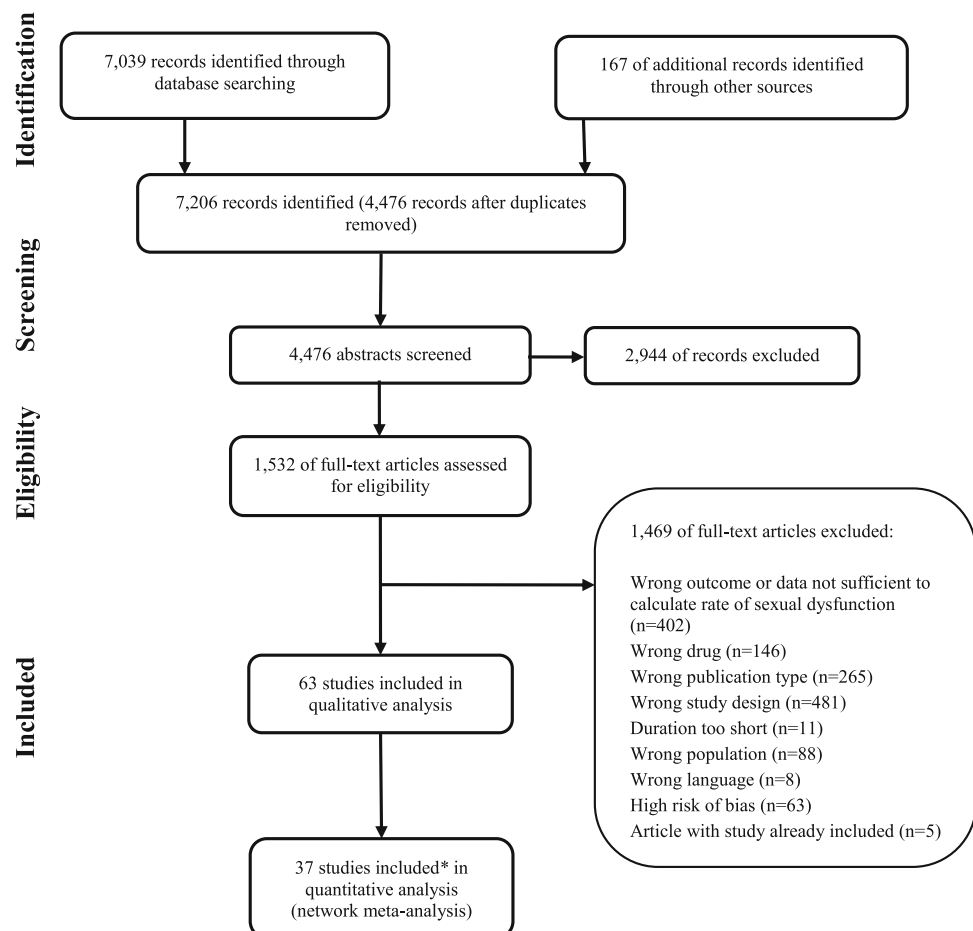 Identification
7,039 records identified through
database searching
167 of additional records identified
through other sources
7,206 records identified (4,476 records after duplicates
removed)
Screening
4,476 abstracts screened
2,944 of records excluded
Eligibility
1,532 of full-text articles assessed
for eligibility
1,469 of full-text articles excluded:
Wrong outcome or data not sufficient to
calculate rate of sexual dysfunction
(n=402)
Wrong drug (n=146)
Wrong publication type (n=265)
Wrong study design (n=481)
Duration too short (n=11)
Wrong population (n=88)
Wrong language (n=8)
High risk of bias (n=63)
Article with study already included (n=5)
Included
63 studies included in
qualitative analysis
37 studies included* in
quantitative analysis
(network meta-analysis)